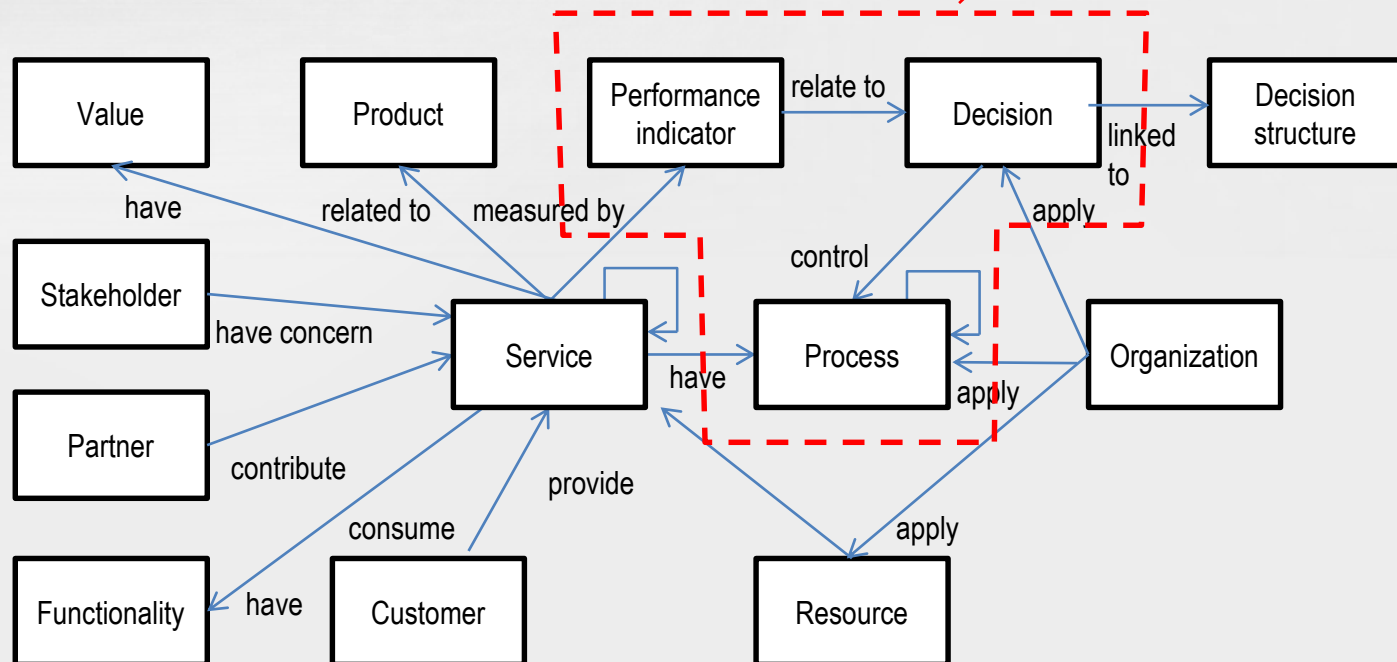 Value
Product
Performance
indicator
relate to
Decision
linked
to
Decision
structure
have
related to
measured by
apply
Stakeholder
have concern
control
Service
have
Process
apply
Organization
Partner
contribute
provide
consume
apply
Functionality
have
Customer
Resource